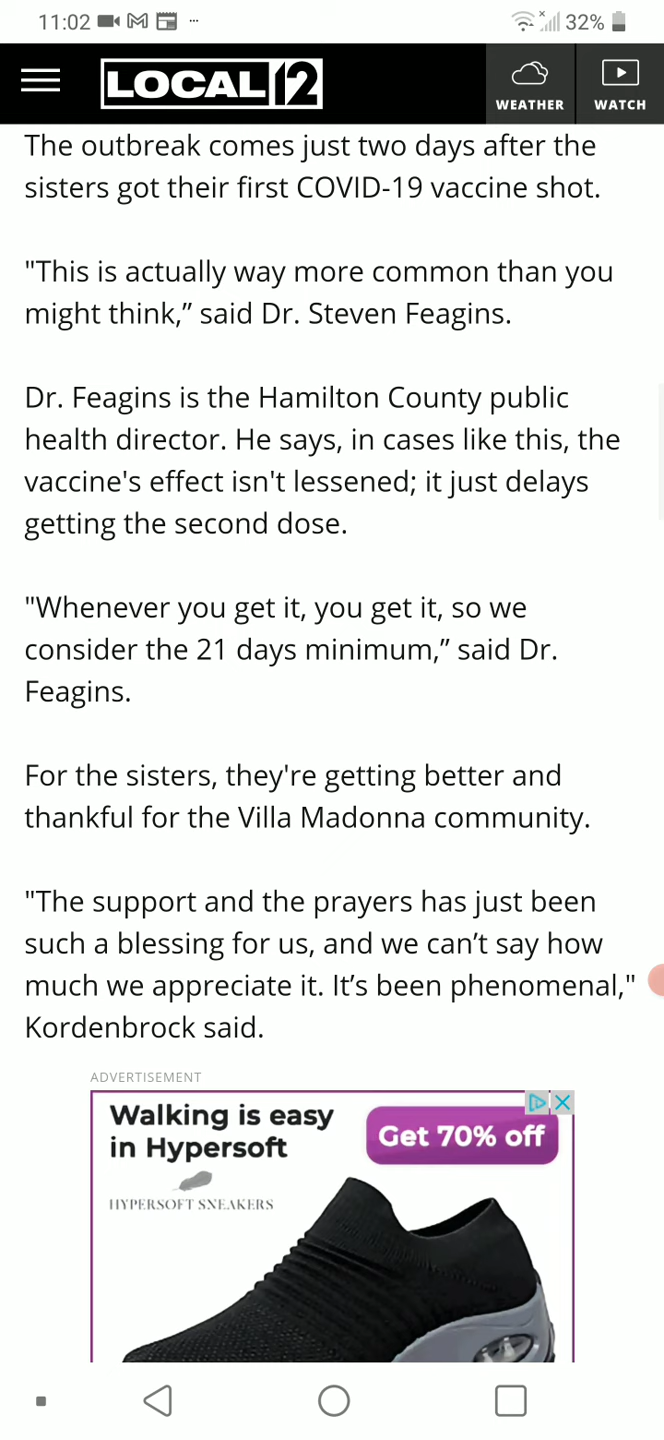 11:02
32%
LOCAL 12
WEATHER
WATCH
The outbreak comes just two days after the
sisters got their first COVID-19 vaccine shot.
"This is actually way more common than you
might think,” said Dr. Steven Feagins.
Dr. Feagins is the Hamilton County public
health director. He says, in cases like this, the
vaccine's effect isn't lessened; it just delays
getting the second dose.
"Whenever you get it, you get it, so we
consider the 21 days minimum,” said Dr.
Feagins.
For the sisters, they're getting better and
thankful for the Villa Madonna community.
"The support and the prayers has just been
such a blessing for us, and we can’t say how
much we appreciate it. It’s been phenomenal,"
Kordenbrock said.
ADVERTISEMENT
Walking is easy
in Hypersoft
Get 70% off
HYPERSOFT SNEAKERS